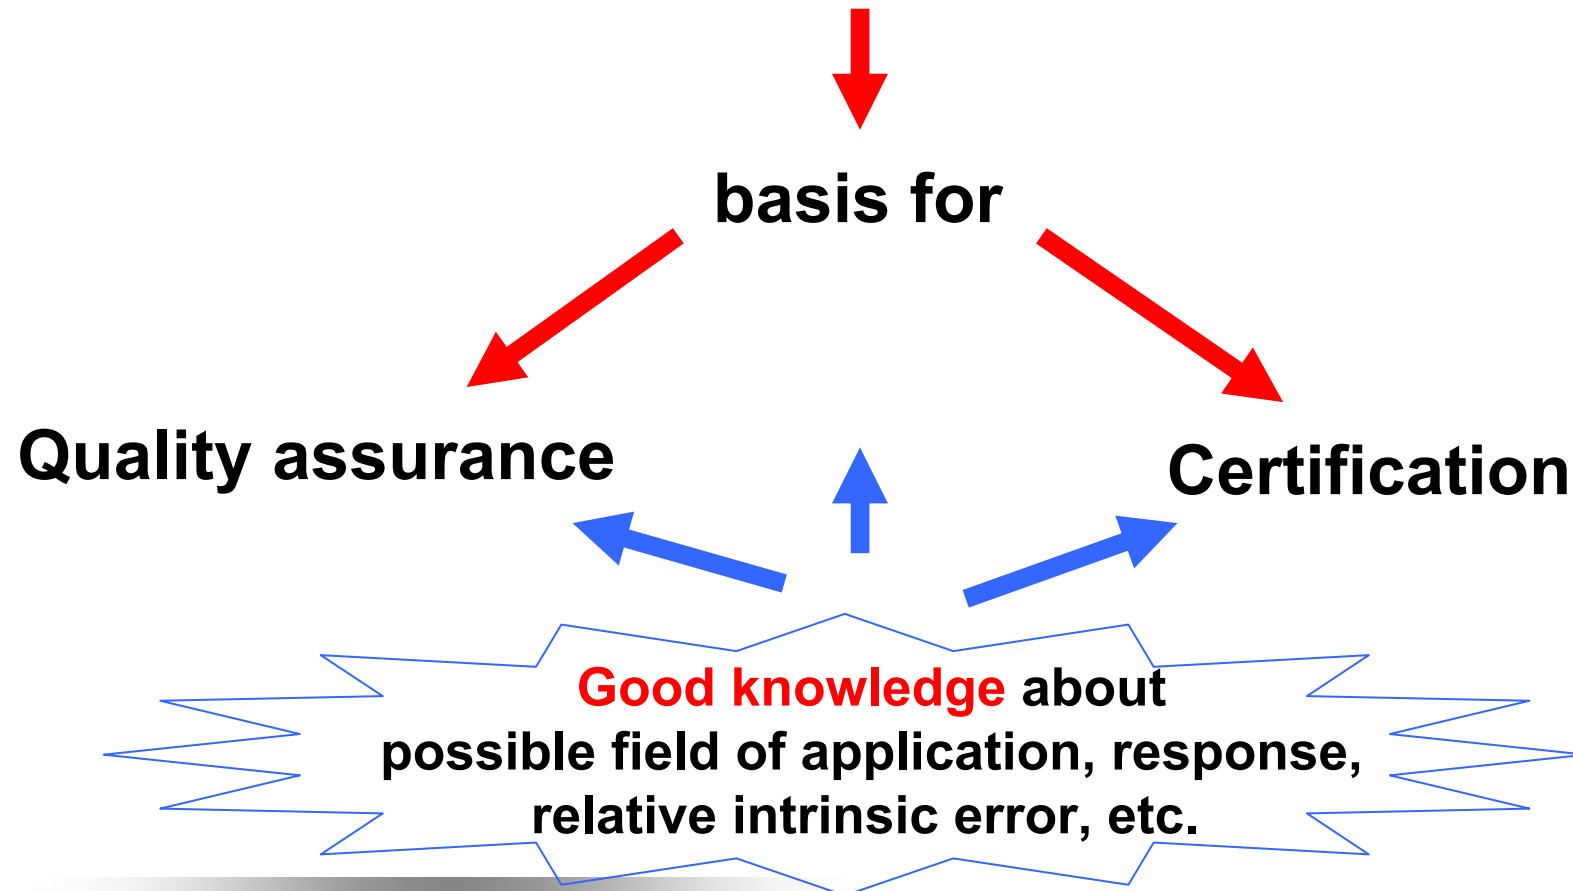 basis for
Quality assurance
Certification
Good knowledge about
possible field of application, response,
relative intrinsic error, etc.